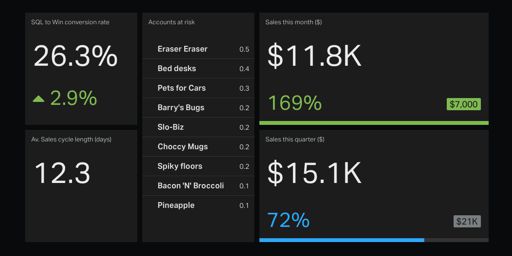 SQL to Win conversion rate
26.3%
2.9%
Av. Sales cycle length (days)
12.3
Accounts at risk
Eraser Eraser 0.5
Bed desks 0.4
Pets for Cars 0.3
Barry's Bugs 0.2
Slo-Biz 0.2
Choccy Mugs 0.2
Spiky floors 0.2
Bacon 'N' Broccoli 0.1
Pineapple 0.1
Sales this month ($)
$11.8K
169% $7,000
Sales this quarter ($)
$15.1K
72% $21K